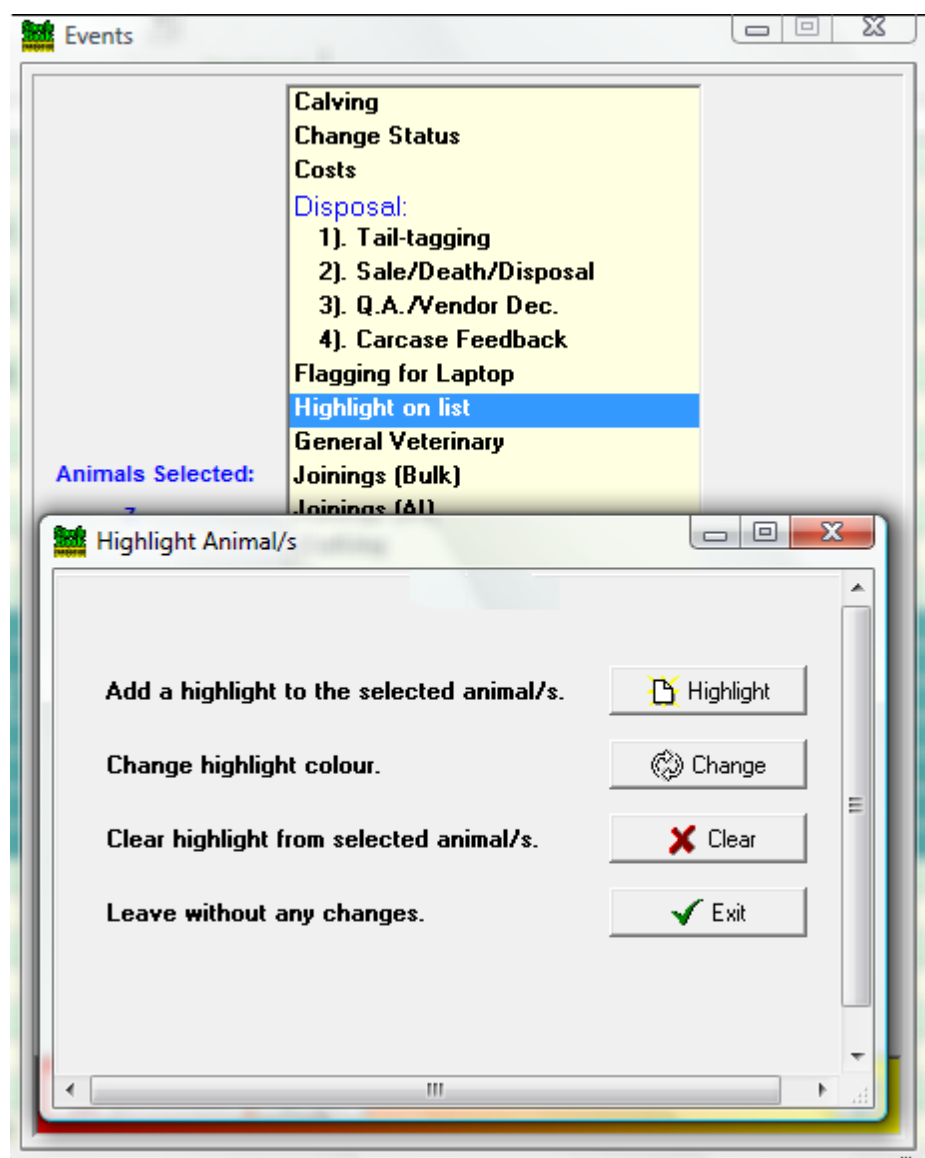 Events
Calving
Change Status
Costs
Disposal:
1). Tail-tagging
2). Sale/Death/Disposal
3). Q.A./Vendor Dec.
4). Carcase Feedback
Flagging for Laptop
Highlight on list
General Veterinary
Animals Selected:
Joinings (Bulk)
Joinings (AI)
Highlight Animal/s
Add a highlight to the selected animal/s.
Highlight
Change highlight colour.
Change
Clear highlight from selected animal/s.
Clear
Leave without any changes.
Exit